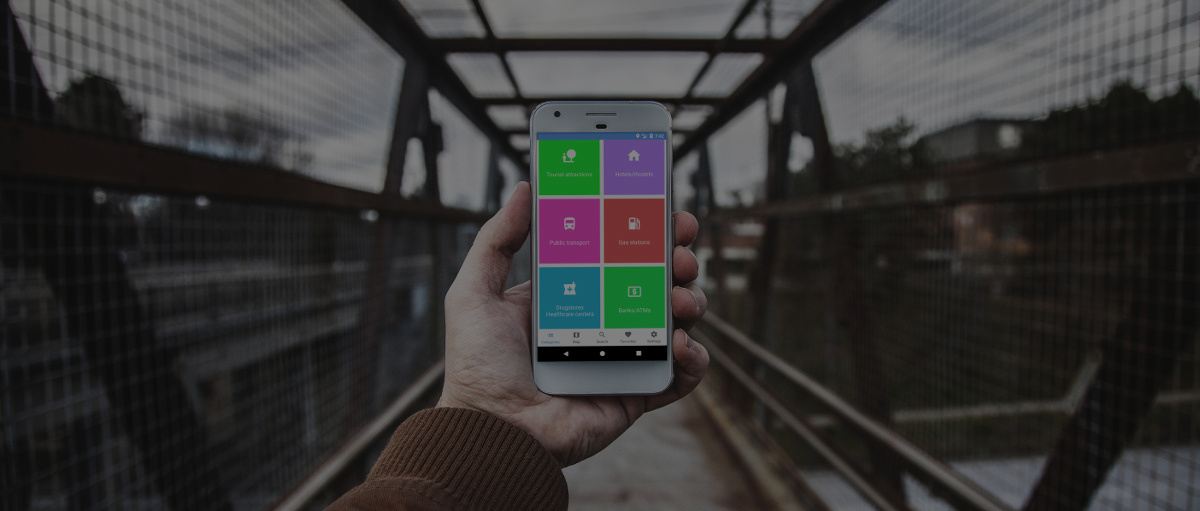 Tourist attractions
Hotels/Hostels
Public transport
Gas stations
Drugstores
Healthcare centers
Banks/ATMs
Categories
Map
Search
Favorites
Settings